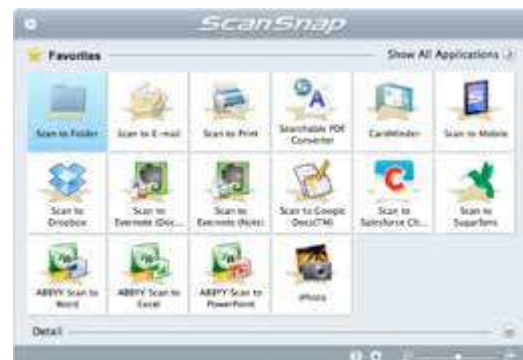 ScanSnap
Favorites
Show All Applications
Scan to Folder
Scan to E-mail
Scan to Print
Searchable PDF
Converter
CardMinder
Scan to Mobile
Scan to
Dropbox
Scan to
Evernote (Doc...
Scan to
Evernote (Note)
Scan to Google
Docs(TM)
Scan to
Salesforce Ch...
Scan to
SugarSync
ABBYY Scan to
Word
ABBYY Scan to
Excel
ABBYY Scan to
PowerPoint
iPhoto
Detail